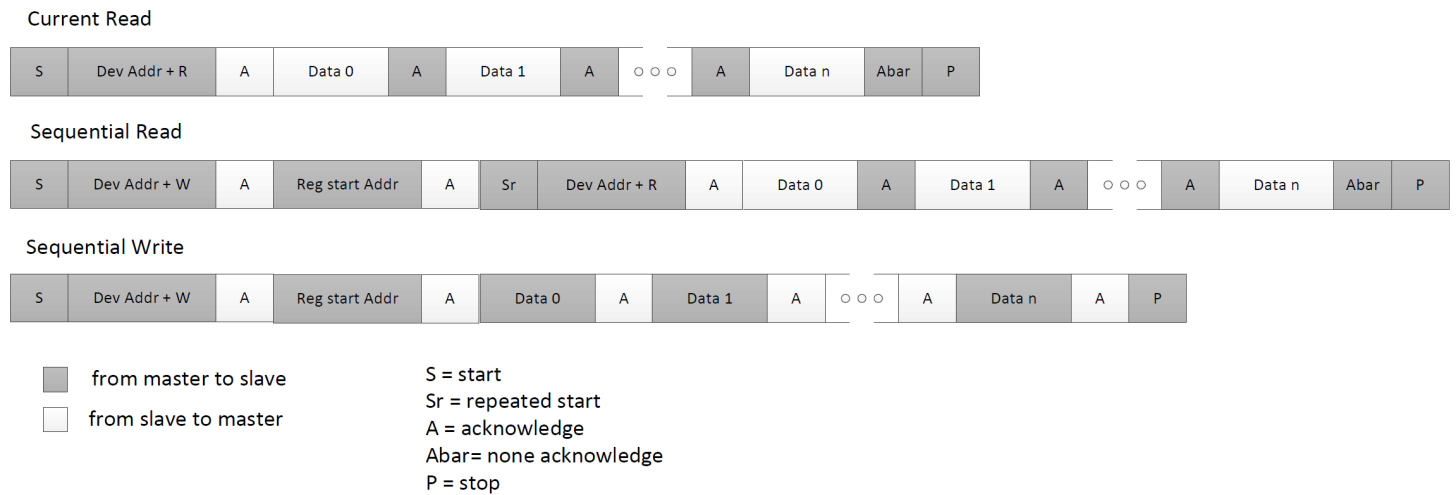 Current Read
S Dev Addr + R A Data 0 A Data 1 A ○ ○ ○ A Data n Abar P
Sequential Read
S Dev Addr + W A Reg start Addr A Sr Dev Addr + R A Data 0 A Data 1 A ○ ○ ○ A Data n Abar P
Sequential Write
S Dev Addr + W A Reg start Addr A Data 0 A Data 1 A ○ ○ ○ A Data n A P
from master to slave
from slave to master
S = start
Sr = repeated start
A = acknowledge
Abar= none acknowledge
P = stop